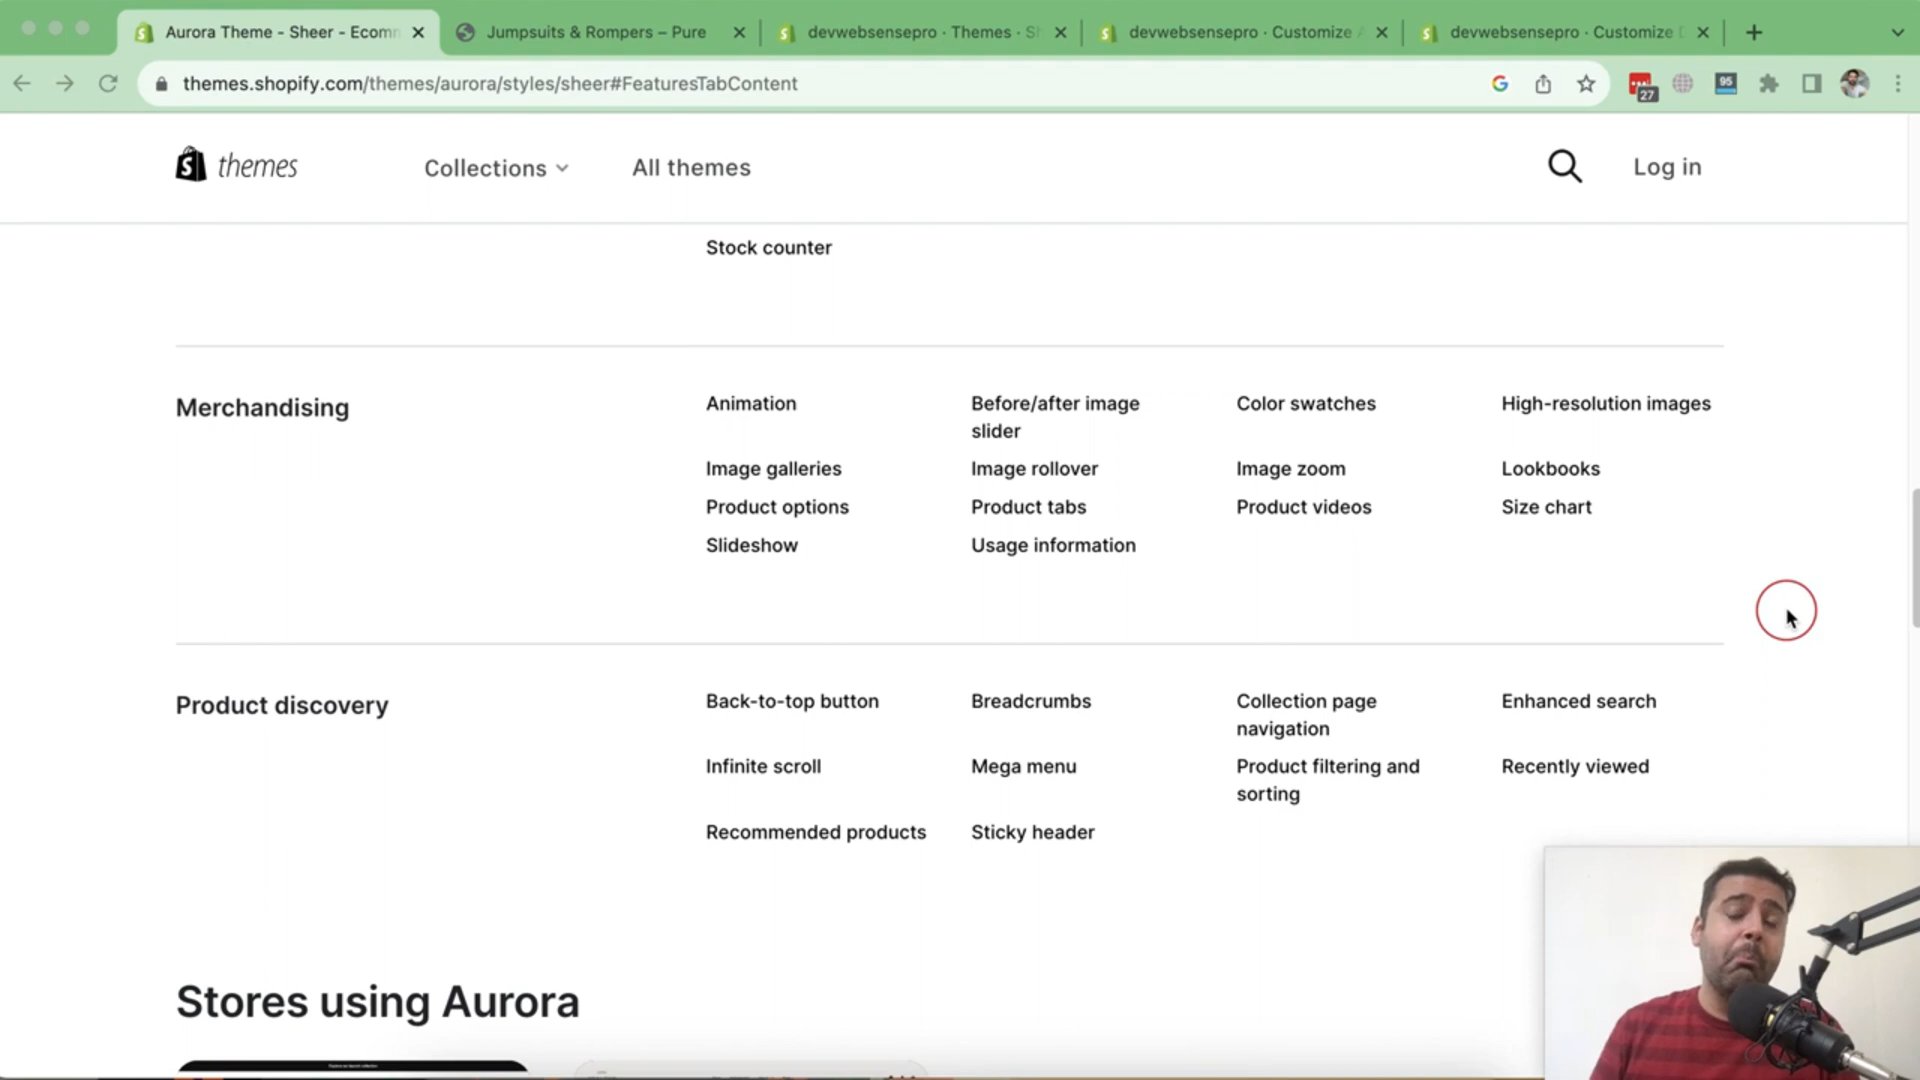 Aurora Theme - Sheer - Ecom
Jumpsuits & Rompers – Pure
devwebsensepro · Themes · S
devwebsensepro · Customize
devwebsensepro · Customize
themes.shopify.com/themes/aurora/styles/sheer#FeaturesTabContent
27
95
themes
Collections
All themes
Log in
Stock counter
Merchandising
Animation
Before/after image
slider
Color swatches
High-resolution images
Image galleries
Image rollover
Image zoom
Lookbooks
Product options
Product tabs
Product videos
Size chart
Slideshow
Usage information
Product discovery
Back-to-top button
Breadcrumbs
Collection page
navigation
Enhanced search
Infinite scroll
Mega menu
Product filtering and
sorting
Recently viewed
Recommended products
Sticky header
Stores using Aurora